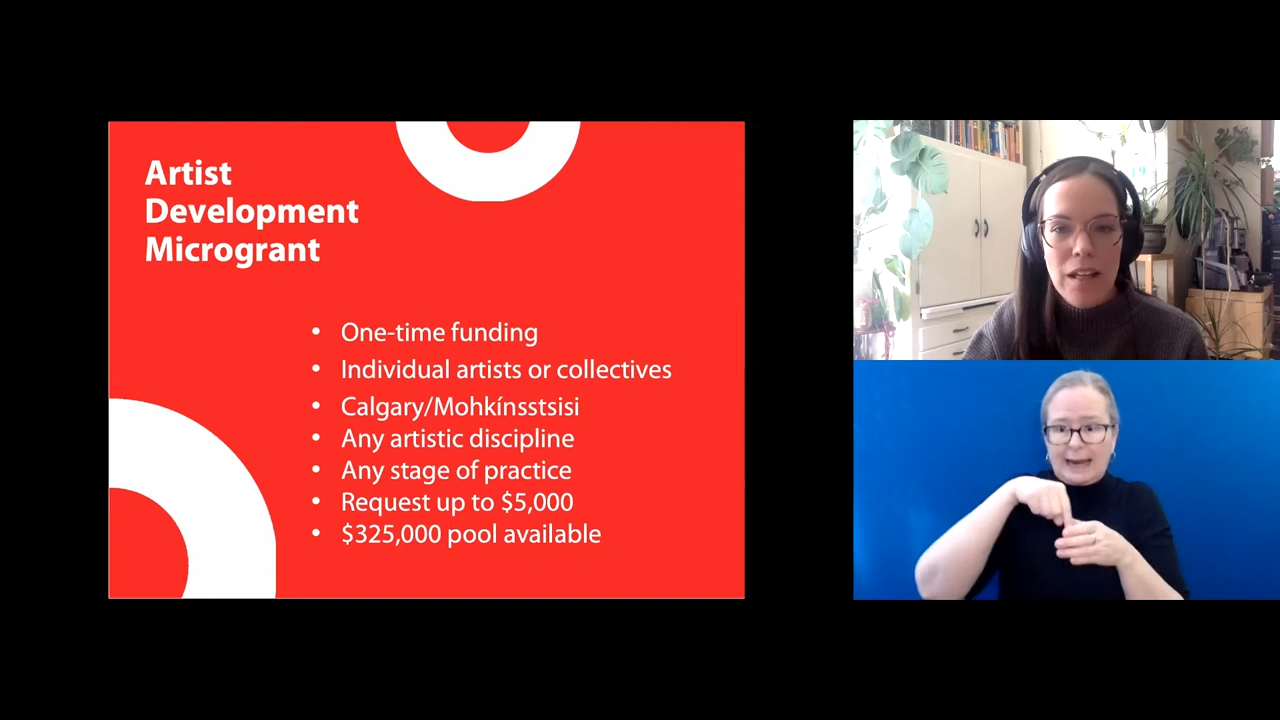 Artist
Development
Microgrant
• One-time funding
• Individual artists or collectives
• Calgary/Mohkínsstsisi
• Any artistic discipline
• Any stage of practice
• Request up to $5,000
• $325,000 pool available